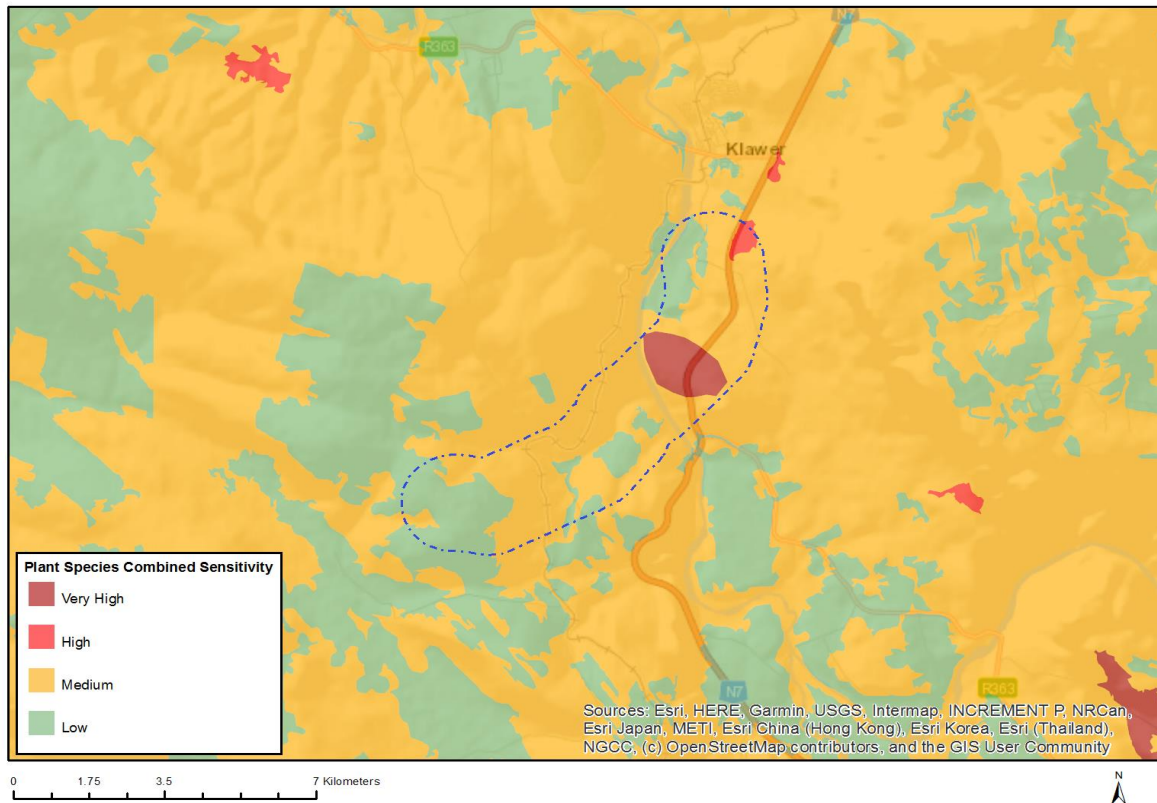 N7
R363
Klawer
Plant Species Combined Sensitivity
Very High
High
Medium
Low
N7
R363
Sources: Esri, HERE, Garmin, USGS, Intermap, INCREMENT P, NRCan,
Esri Japan, METI, Esri China (Hong Kong), Esri Korea, Esri (Thailand),
NGCC, (c) OpenStreetMap contributors, and the GIS User Community
0 1.75 3.5 7 Kilometers
N